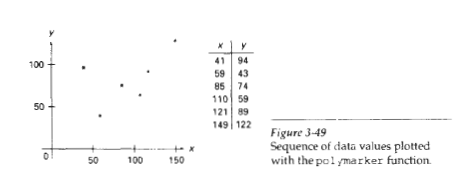 y
100
50
0
50
100
150
x
x y
41 94
59 43
85 74
110 59
121 89
149 122
Figure 3-49
Sequence of data values plotted
with the polymarker function.